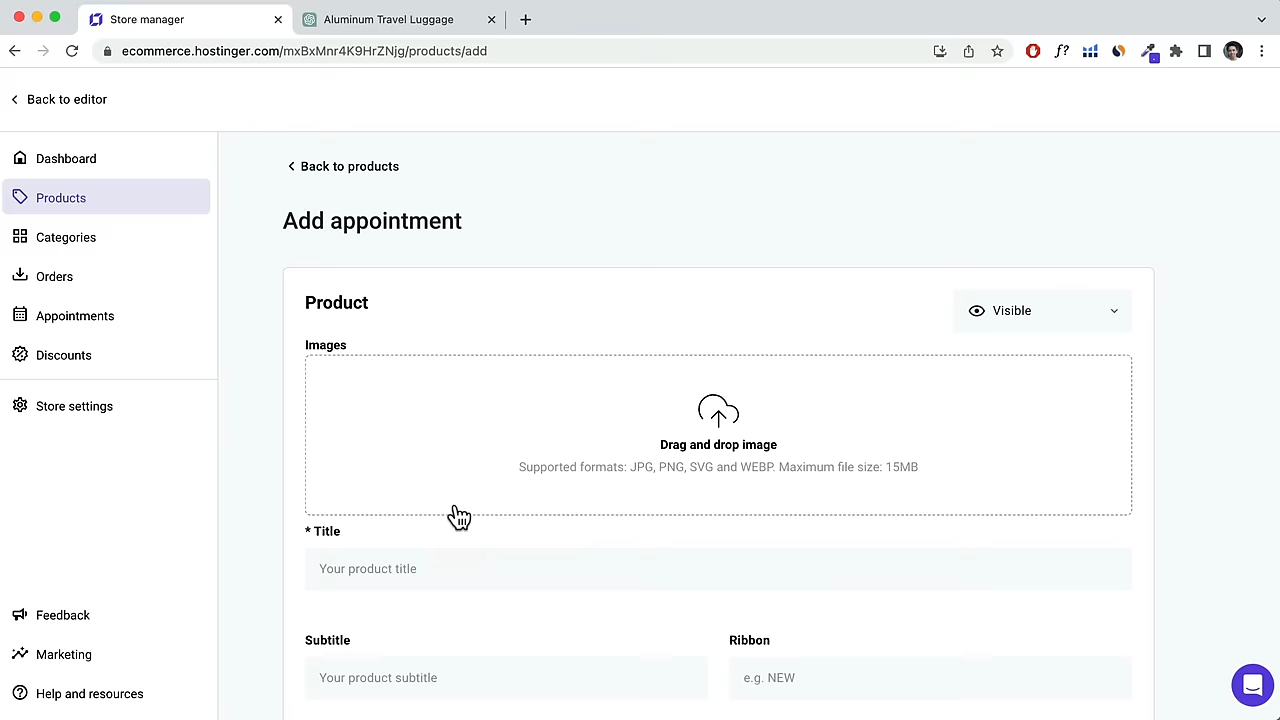 Store manager
Aluminum Travel Luggage
ecommerce.hostinger.com/mxBxMnr4K9HrZNjg/products/add
f?
Back to editor
Dashboard
Products
Categories
Orders
Appointments
Discounts
Store settings
Feedback
Marketing
Help and resources
Back to products
Add appointment
Product
Visible
Images
Drag and drop image
Supported formats: JPG, PNG, SVG and WEBP. Maximum file size: 15MB
* Title
Your product title
Subtitle
Ribbon
Your product subtitle
e.g. NEW